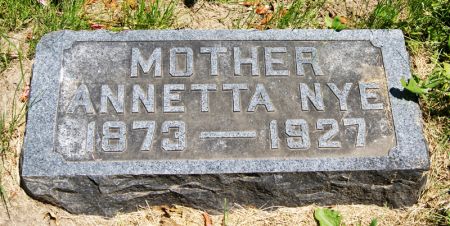 MOTHER
ANNETTA NYE
1873 — 1927